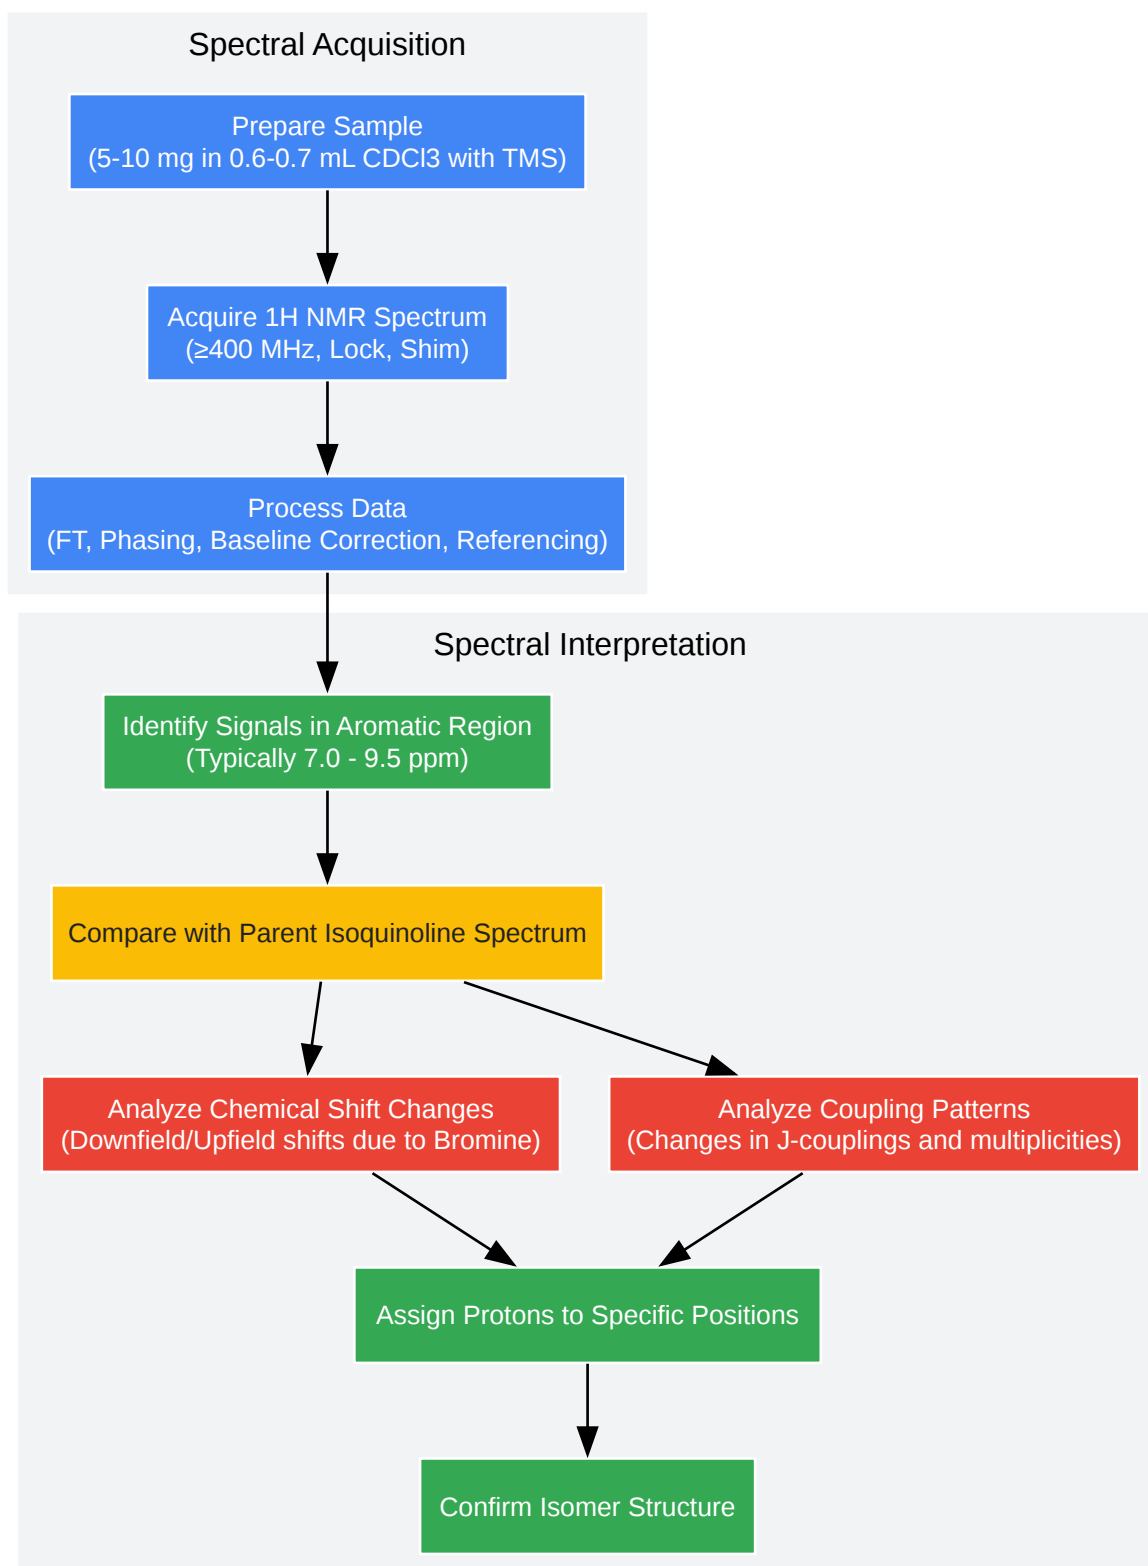 Spectral Acquisition
Prepare Sample
(5-10 mg in 0.6-0.7 mL CDCl3 with TMS)
Acquire 1H NMR Spectrum
(≥400 MHz, Lock, Shim)
Process Data
(FT, Phasing, Baseline Correction, Referencing)
Spectral Interpretation
Identify Signals in Aromatic Region
(Typically 7.0 - 9.5 ppm)
Compare with Parent Isoquinoline Spectrum
Analyze Chemical Shift Changes
(Downfield/Upfield shifts due to Bromine)
Analyze Coupling Patterns
(Changes in J-couplings and multiplicities)
Assign Protons to Specific Positions
Confirm Isomer Structure